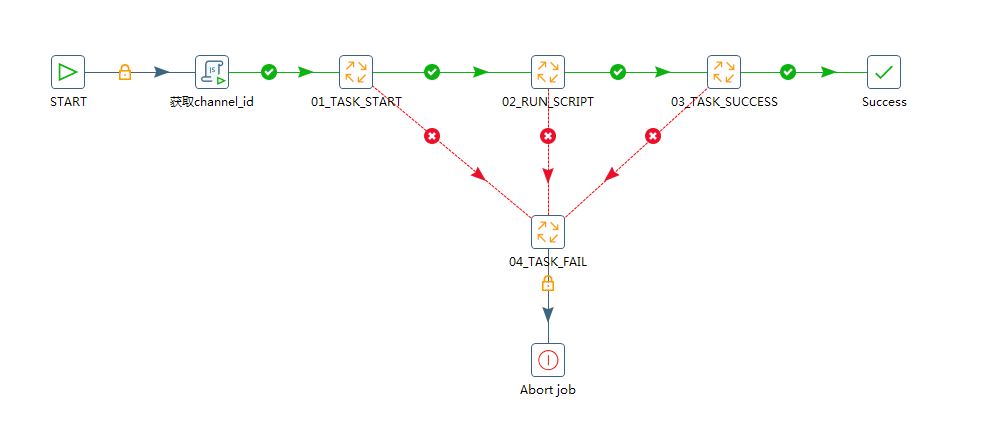 START
获取channel_id
01_TASK_START
02_RUN_SCRIPT
03_TASK_SUCCESS
Success
04_TASK_FAIL
Abort job